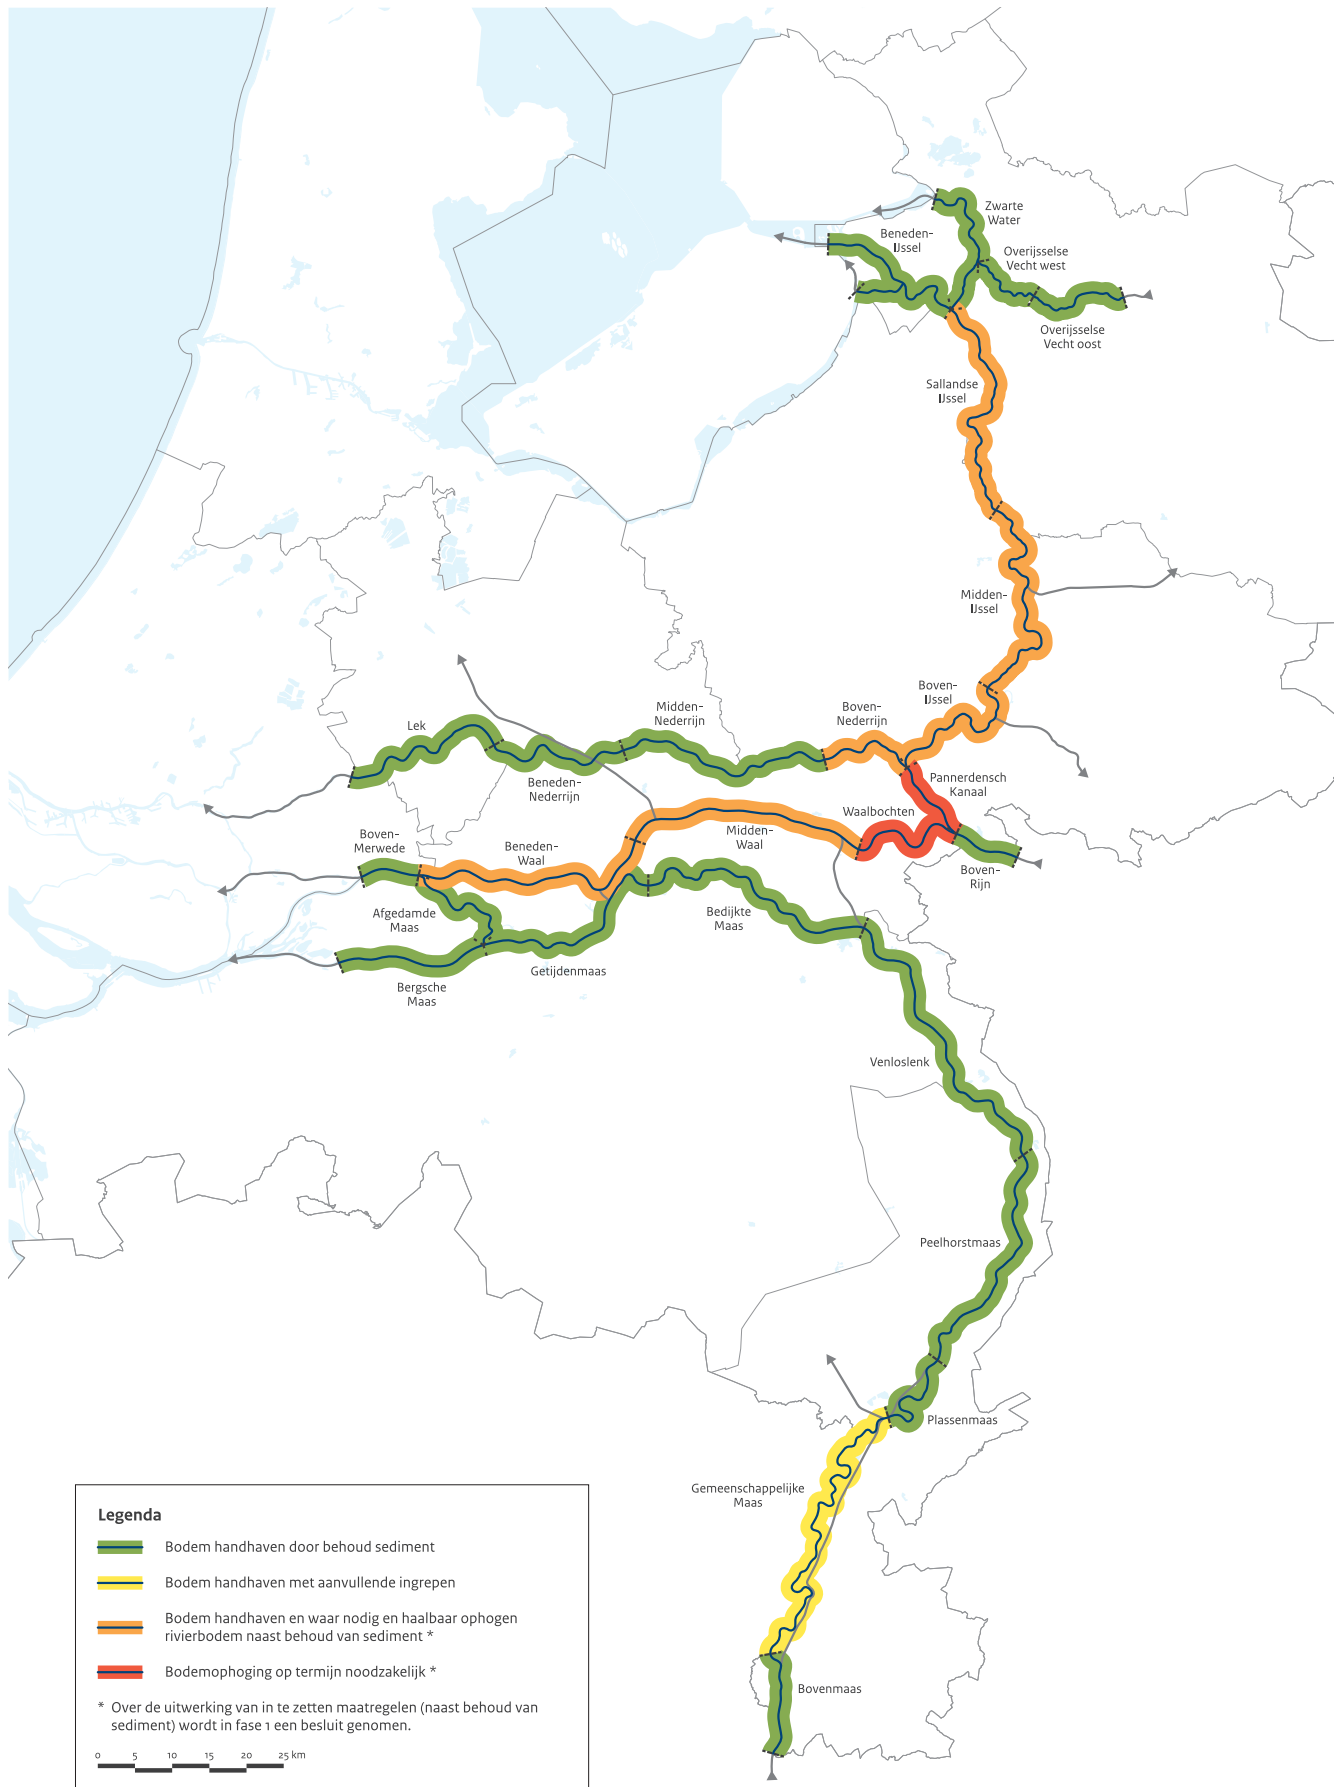 Zwarte
Water
Beneden-
IJssel
Overijsselse
Vecht west
Overijsselse
Vecht oost
Sallandse
IJssel
Midden-
IJssel
Boven-
IJssel
Midden-
Nederrijn
Boven-
Nederrijn
Lek
Beneden-
Nederrijn
Pannerdensch
Kanaal
Waalbochten
Boven-
Merwede
Beneden-
Waal
Midden-
Waal
Boven-
Rijn
Afgedamde
Maas
Bedijkte
Maas
Getijdenmaas
Bergsche
Maas
Venloslenk
Peelhorstmaas
Plassenmaas
Gemeenschappelijke
Maas
Bovenmaas
Legenda
Bodem handhaven door behoud sediment
Bodem handhaven met aanvullende ingrepen
Bodem handhaven en waar nodig en haalbaar ophogen
rivierbodem naast behoud van sediment *
Bodemophoging op termijn noodzakelijk *
* Over de uitwerking van in te zetten maatregelen (naast behoud van
sediment) wordt in fase 1 een besluit genomen.
0 5 10 15 20 25 km